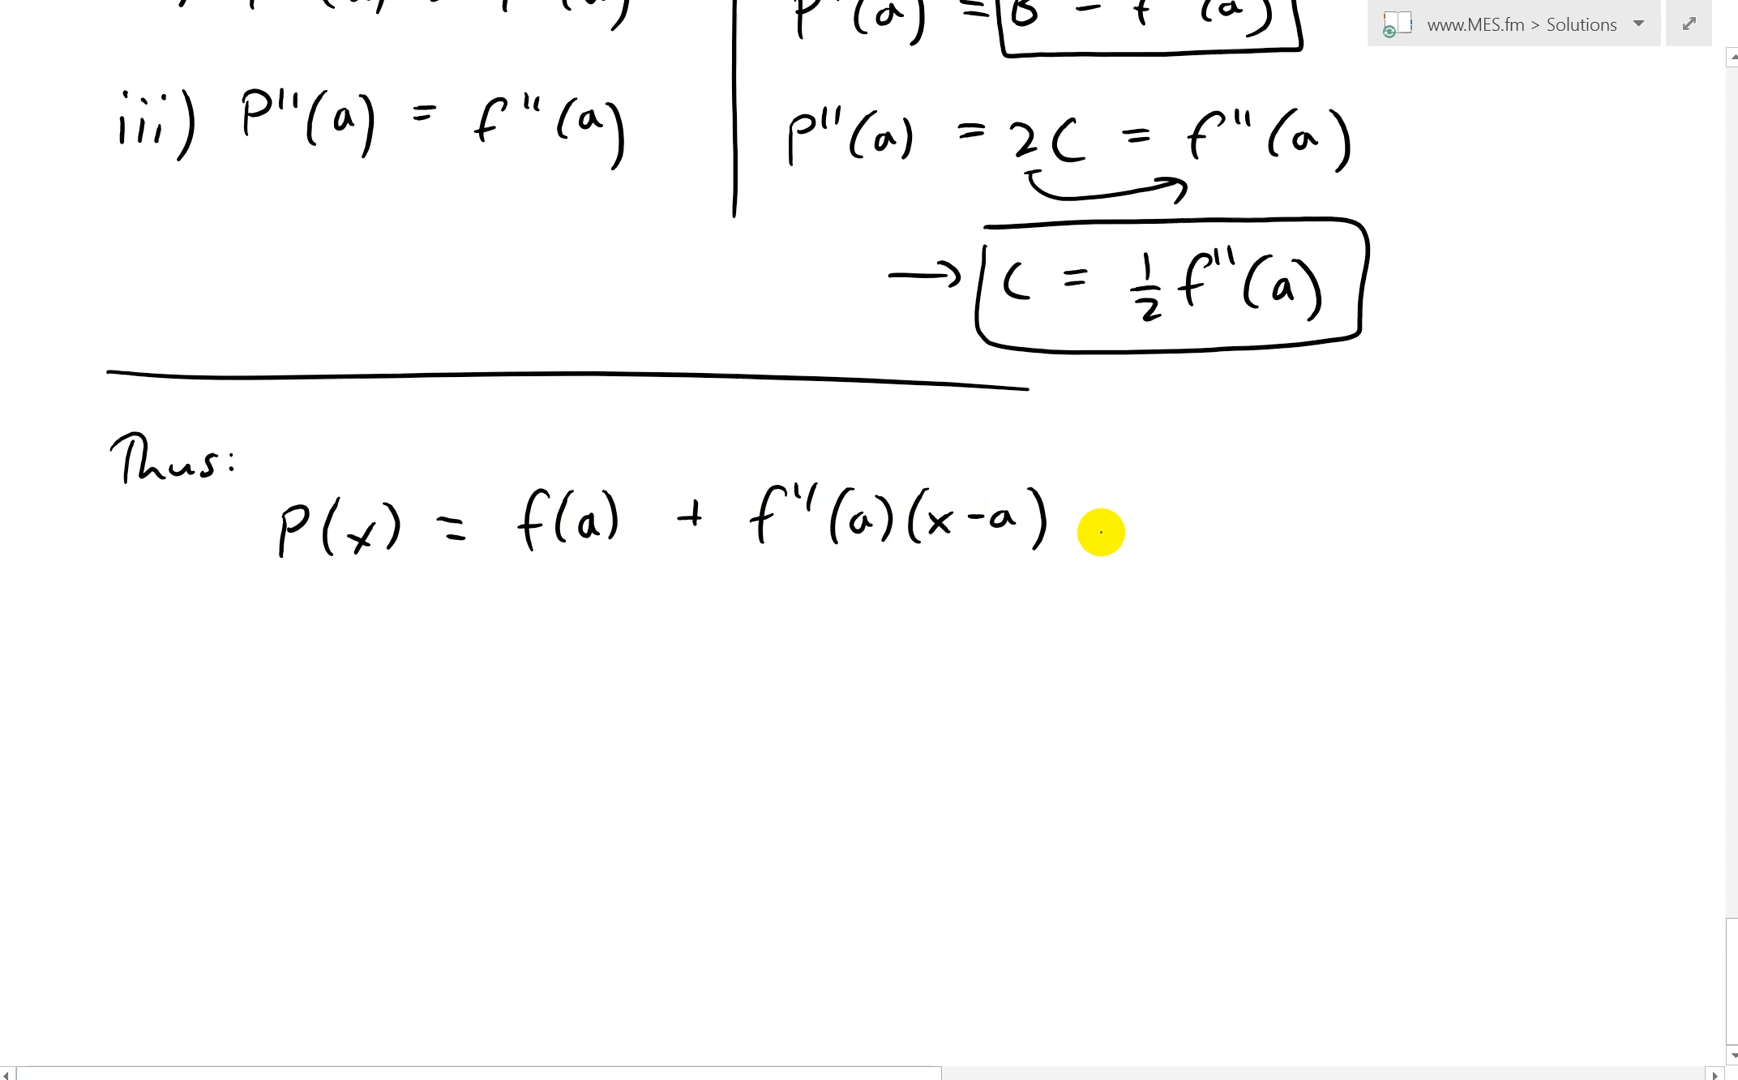 P'(a) = B = f'(a)
www.MES.fm > Solutions
iii) P''(a) = f''(a)
P''(a) = 2C = f''(a)
→ C = 1/2 f''(a)
Thus:
P(x) = f(a) + f''(a)(x-a)